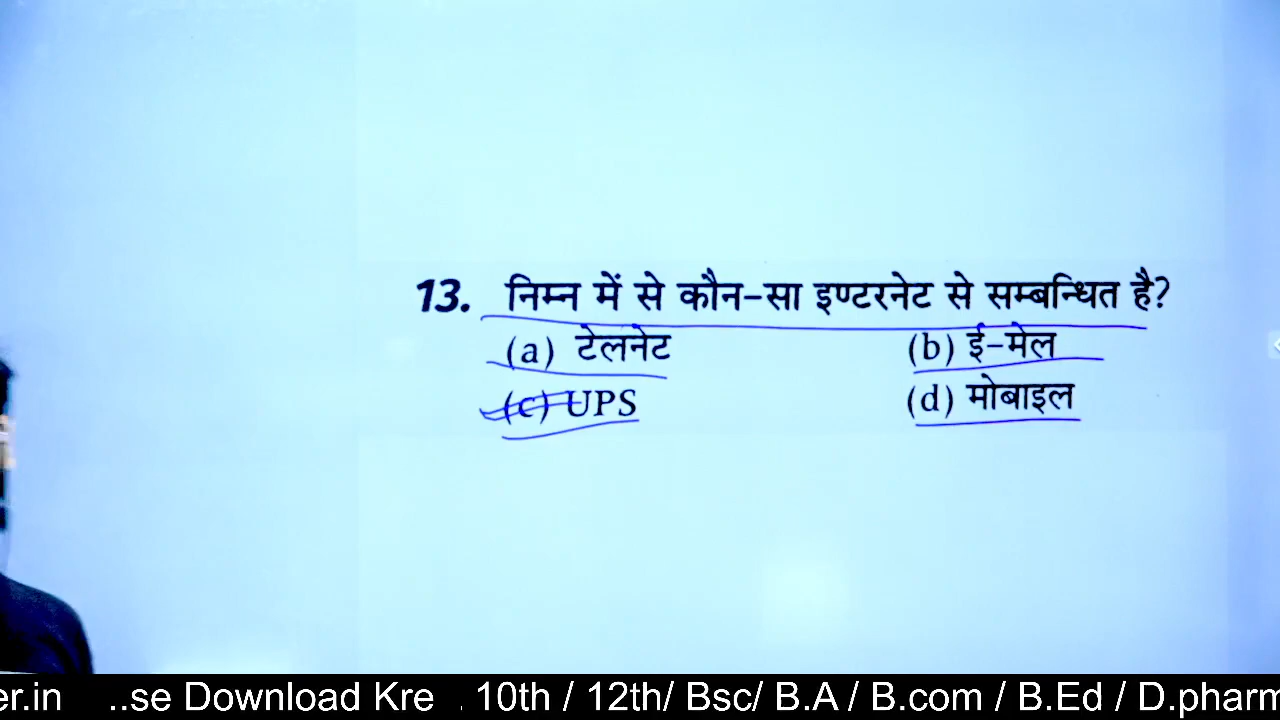 13. निम्न में से कौन-सा इण्टरनेट से सम्बन्धित है?
(a) टेलनेट (b) ई-मेल
(c) UPS (d) मोबाइल
er.in ..se Download Kre . 10th / 12th/ Bsc/ B.A / B.com / B.Ed / D.pharm